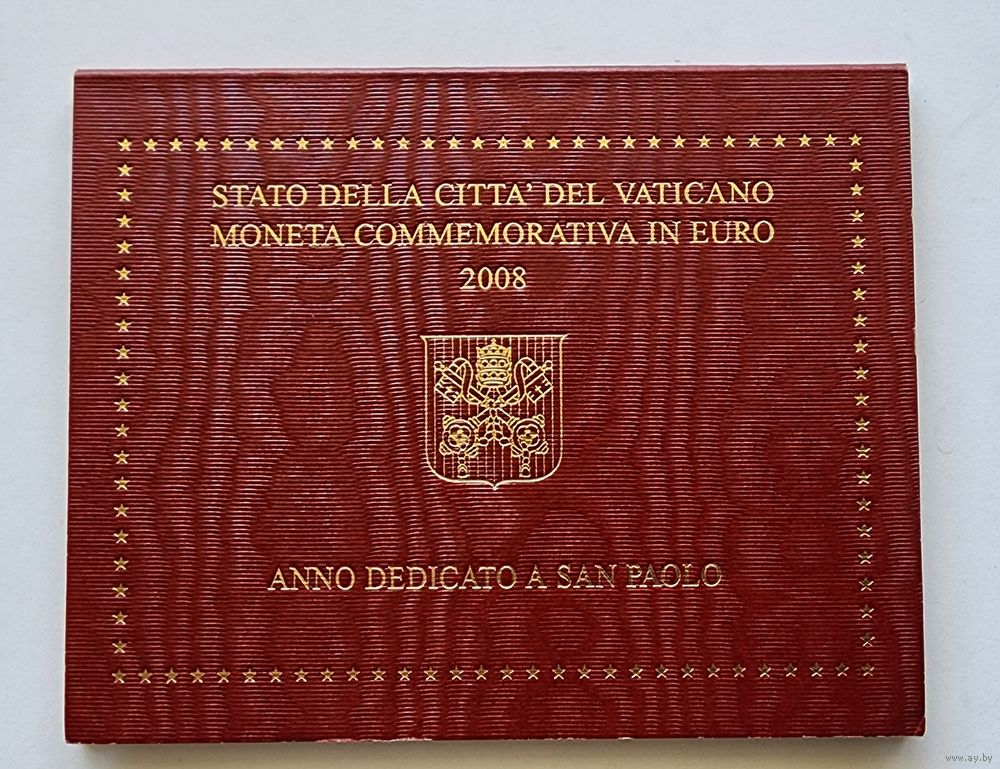 STATO DELLA CITTA' DEL VATICANO
MONETA COMMEMORATIVA IN EURO
2008
ANNO DEDICATO A SAN PAOLO
www.ay.by